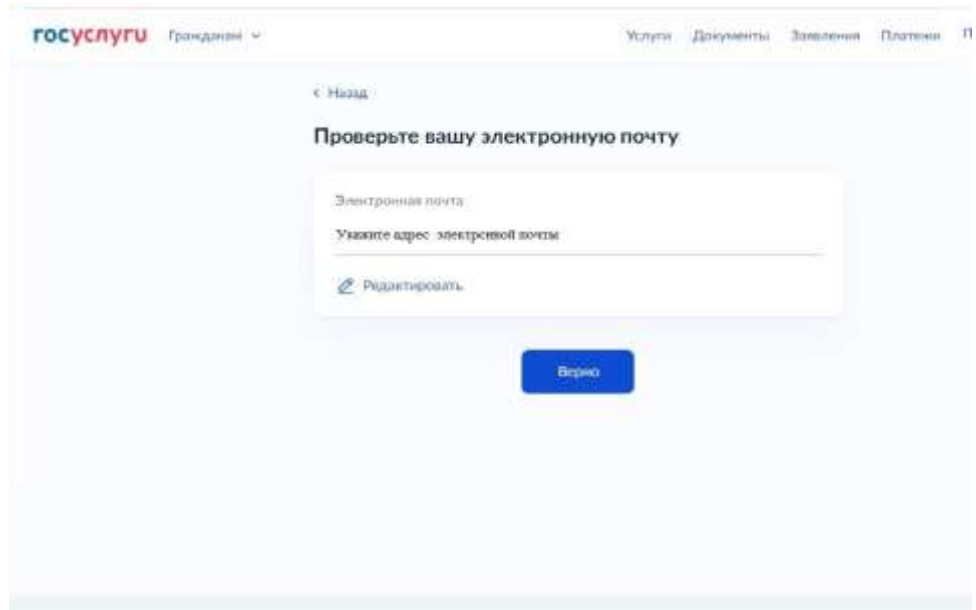 госуслуги Гражданам Услуги Документы Заявления Платежи П
Назад
Проверьте вашу электронную почту
Электронная почта
Укажите адрес электронной почты
Редактировать
Верно